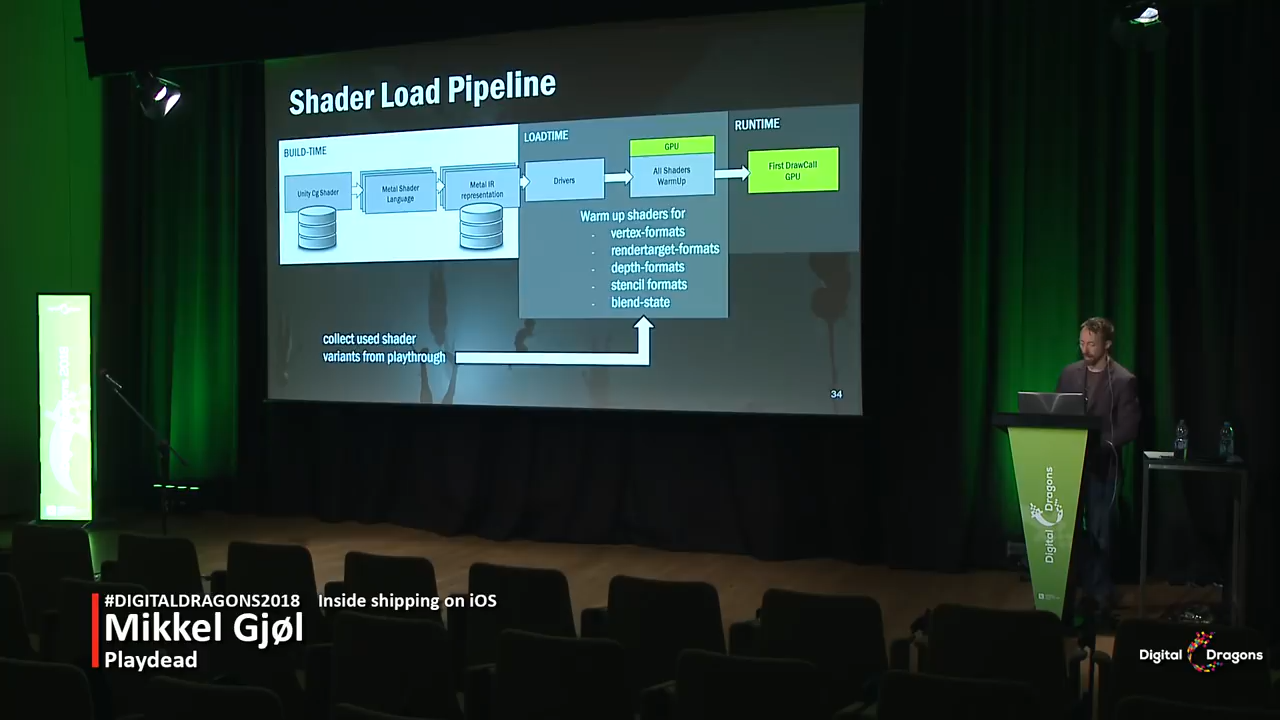 Shader Load Pipeline
BUILD-TIME
LOADTIME
RUNTIME
Unity Cg Shader
Metal Shader
Language
Metal IR
representation
Drivers
GPU
All Shaders
WarmUp
First DrawCall
GPU
Warm up shaders for
- vertex-formats
- rendertarget-formats
- depth-formats
- stencil formats
- blend-state
collect used shader
variants from playthrough
34
Digital Dragons
#DIGITALDRAGONS2018 Inside shipping on iOS
Mikkel Gjøl
Playdead
Digital Dragons